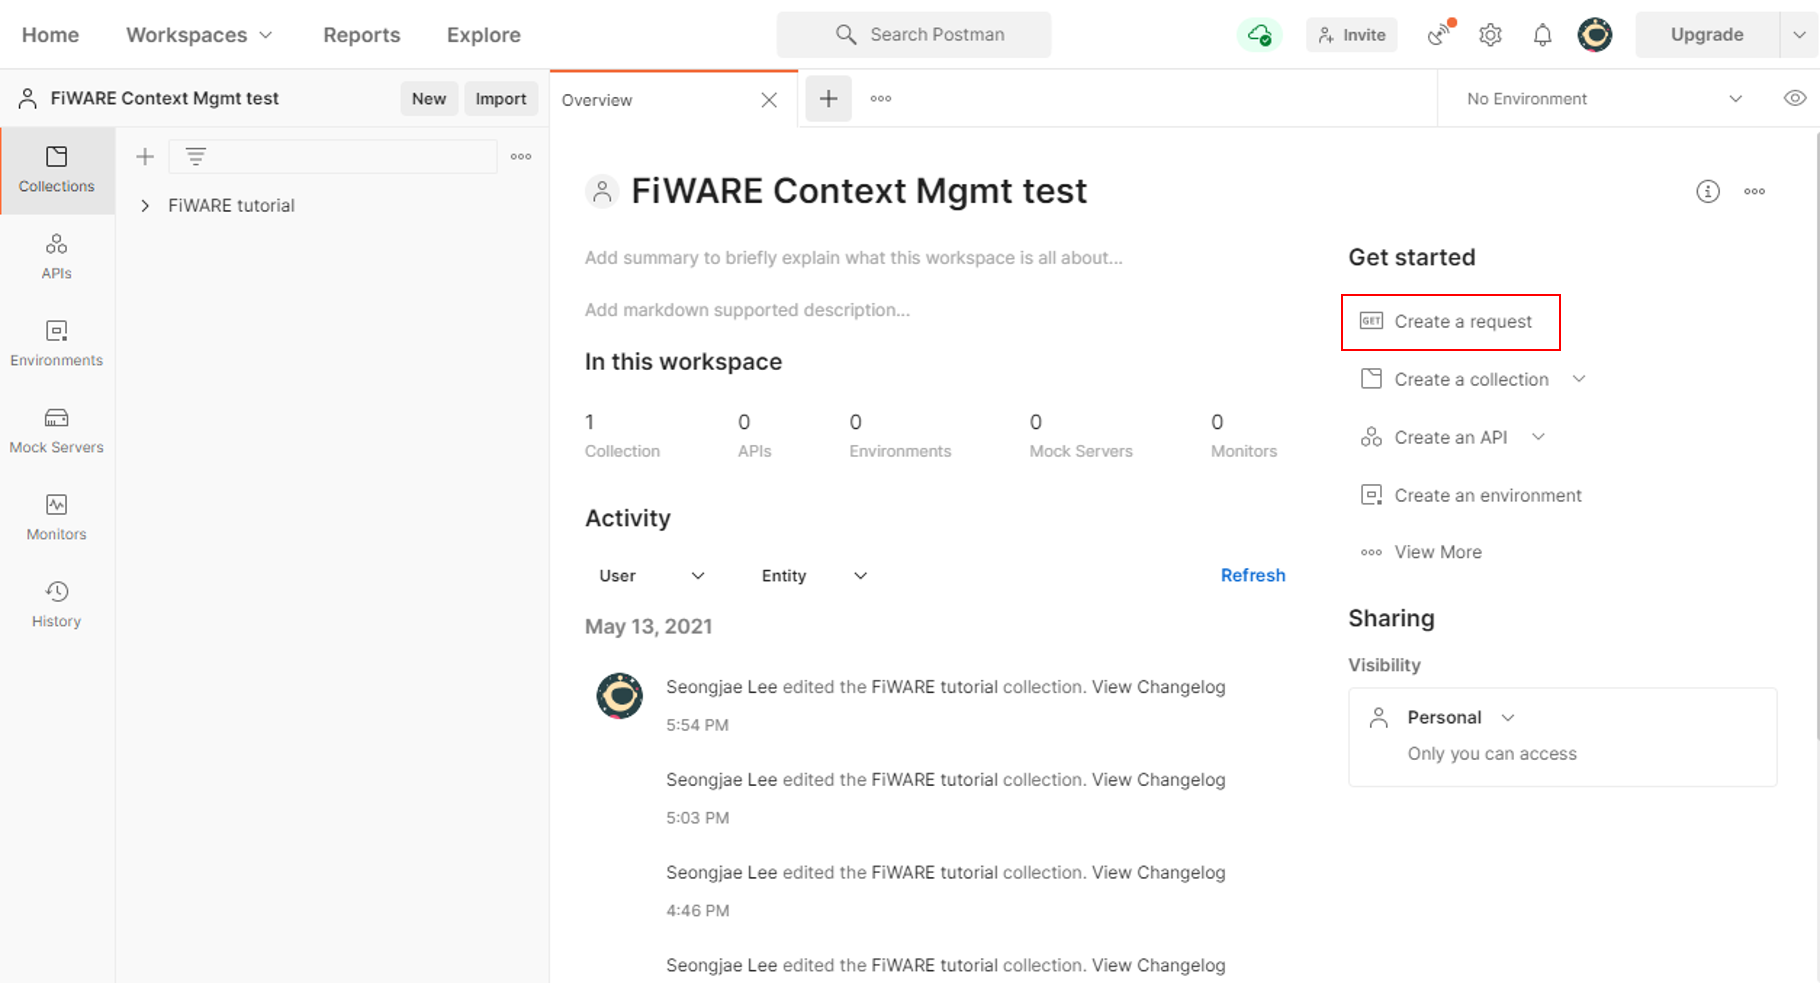 Home Workspaces Reports Explore Search Postman Invite Upgrade
FiWARE Context Mgmt test New Import Overview No Environment
Collections
FiWARE tutorial
APIs
Environments
Mock Servers
Monitors
History
FiWARE Context Mgmt test
Add summary to briefly explain what this workspace is all about...
Add markdown supported description...
In this workspace
1 0 0 0 0
Collection APIs Environments Mock Servers Monitors
Activity
User Entity Refresh
May 13, 2021
Seongjae Lee edited the FiWARE tutorial collection. View Changelog
5:54 PM
Seongjae Lee edited the FiWARE tutorial collection. View Changelog
5:03 PM
Seongjae Lee edited the FiWARE tutorial collection. View Changelog
4:46 PM
Seongjae Lee edited the FiWARE tutorial collection. View Changelog
Get started
GET Create a request
Create a collection
Create an API
Create an environment
View More
Sharing
Visibility
Personal
Only you can access